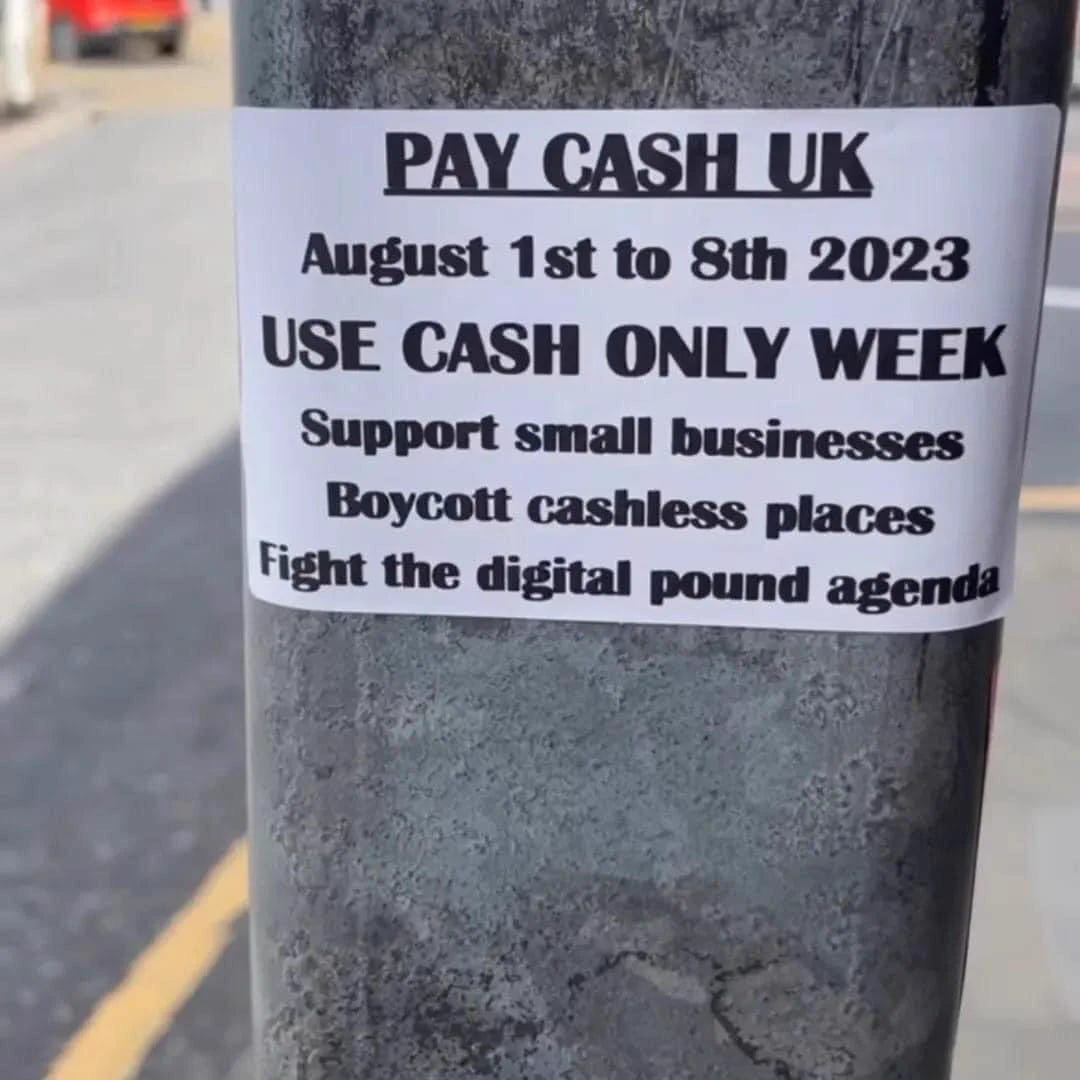 PAY CASH UK
August 1st to 8th 2023
USE CASH ONLY WEEK
Support small businesses
Boycott cashless places
Fight the digital pound agenda